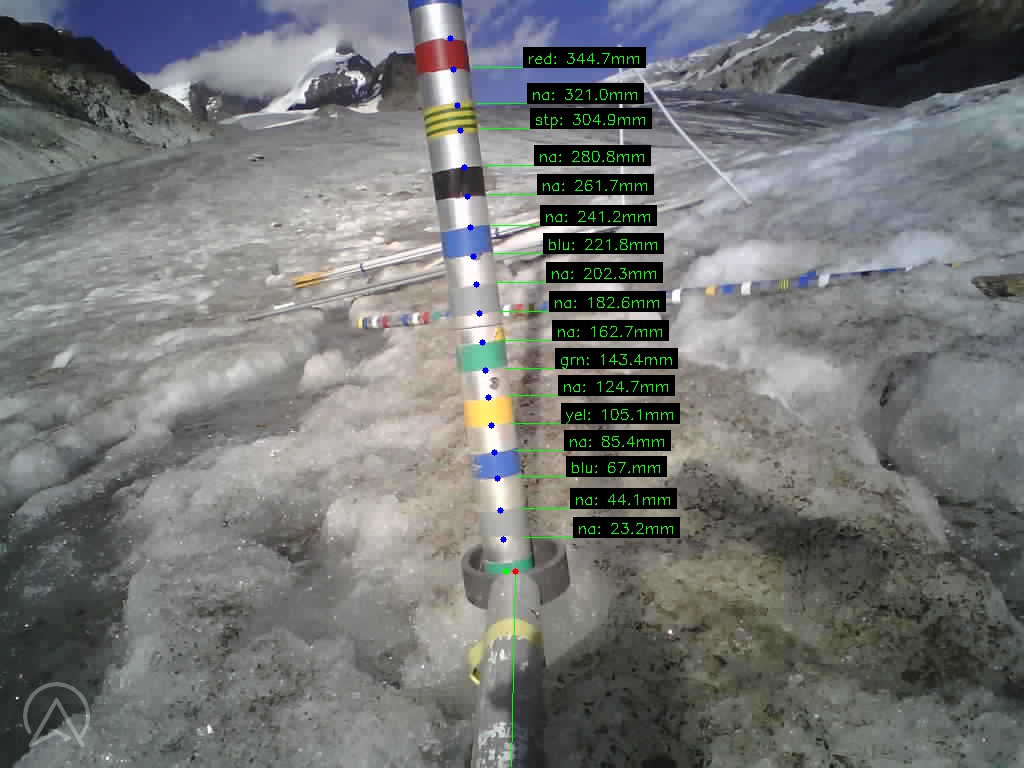 red: 344.7mm
na: 321.0mm
stp: 304.9mm
na: 280.8mm
na: 261.7mm
na: 241.2mm
blu: 221.8mm
na: 202.3mm
na: 182.6mm
na: 162.7mm
grn: 143.4mm
na: 124.7mm
yel: 105.1mm
na: 85.4mm
blu: 67.mm
na: 44.1mm
na: 23.2mm